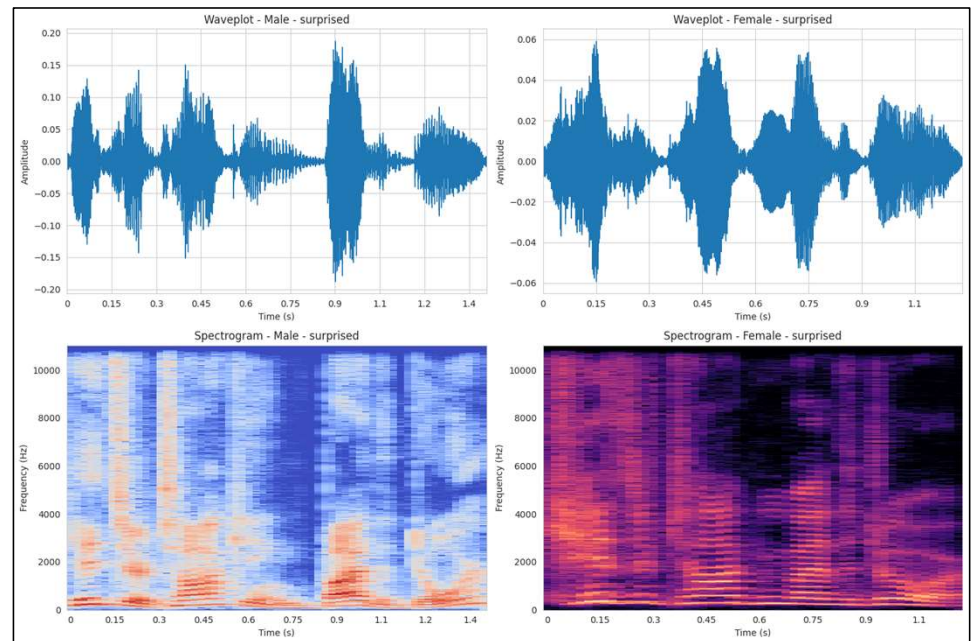 Waveplot - Male - surprised
0.20
0.15
0.10
0.05
0.00
−0.05
−0.10
−0.15
−0.20
Amplitude
0 0.15 0.3 0.45 0.6 0.75 0.9 1.1 1.2 1.4
Time (s)
Waveplot - Female - surprised
0.06
0.04
0.02
0.00
−0.02
−0.04
−0.06
Amplitude
0 0.15 0.3 0.45 0.6 0.75 0.9 1.1
Time (s)
Spectrogram - Male - surprised
10000
8000
6000
4000
2000
0
Frequency (Hz)
0 0.15 0.3 0.45 0.6 0.75 0.9 1.1 1.2 1.4
Time (s)
Spectrogram - Female - surprised
10000
8000
6000
4000
2000
0
Frequency (Hz)
0 0.15 0.3 0.45 0.6 0.75 0.9 1.1
Time (s)